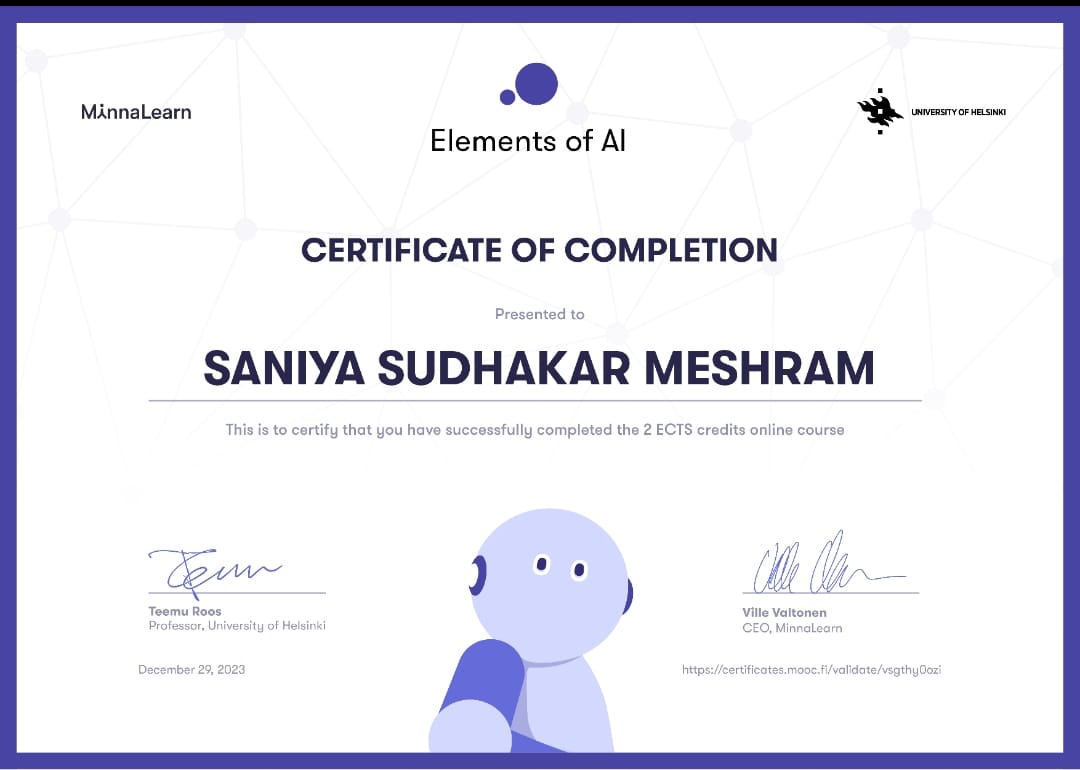 MinnaLearn
Elements of AI
UNIVERSITY OF HELSINKI
CERTIFICATE OF COMPLETION
Presented to
SANIYA SUDHAKAR MESHRAM
This is to certify that you have successfully completed the 2 ECTS credits online course
Teemu Roos
Professor, University of Helsinki
December 29, 2023
Ville Valtonen
CEO, MinnaLearn
https://certificates.mooc.fi/validate/vsgthy0ozi